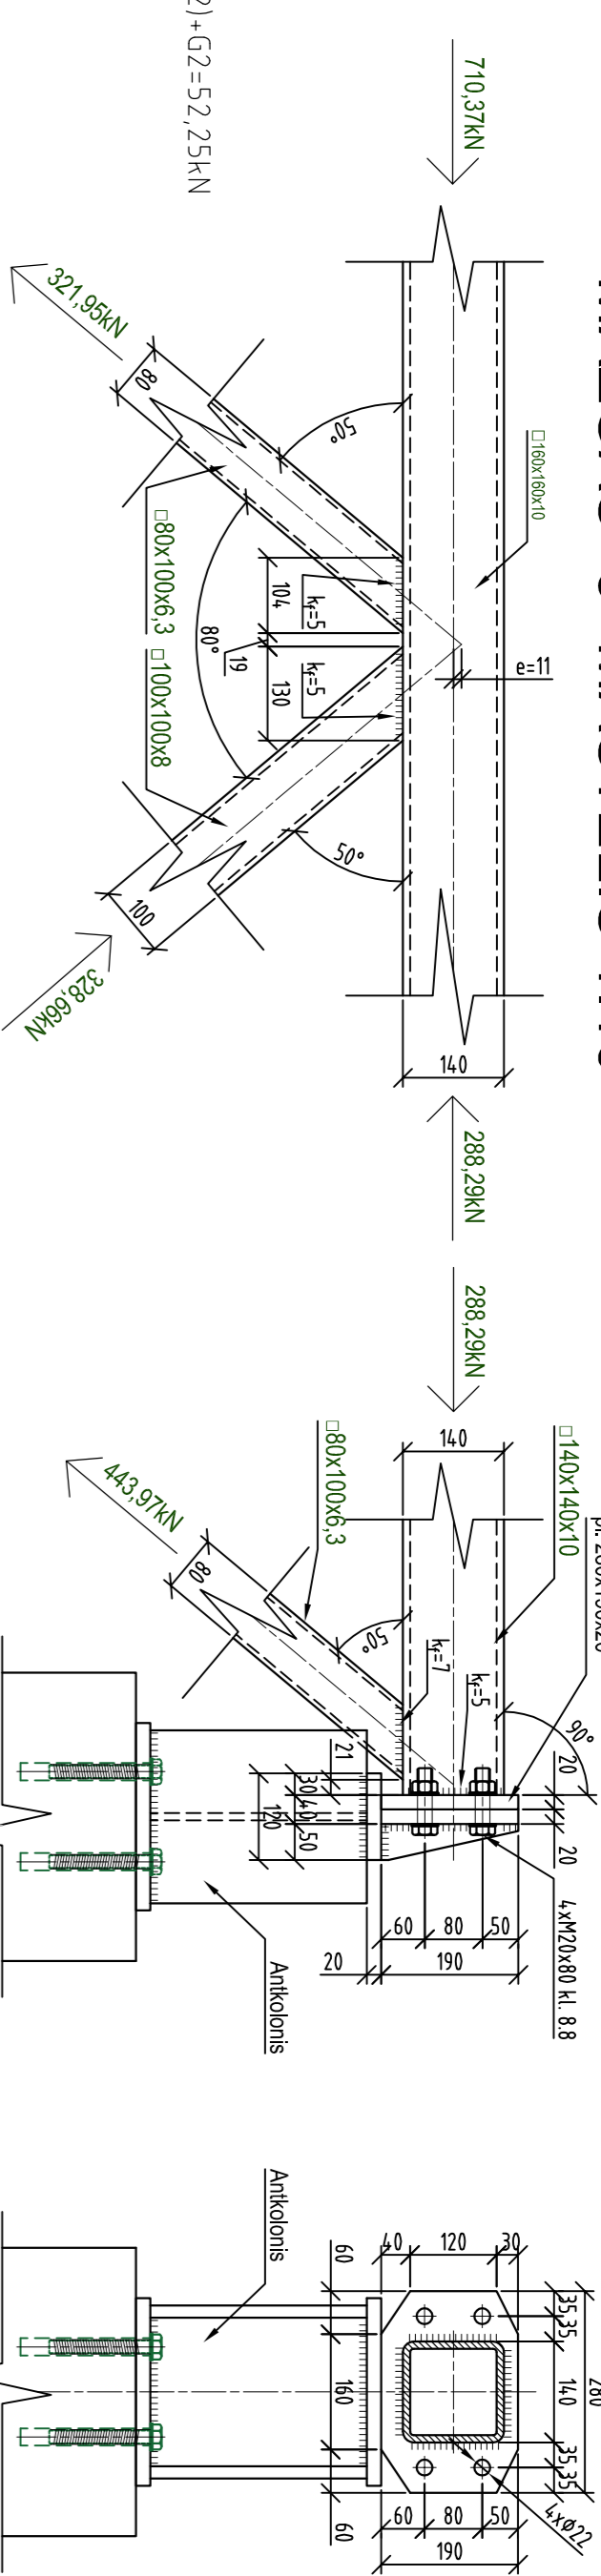 2)+G2=52,25kN
710,37kN
□160x160x10
e=11
321,95kN
80
50°
□80x100x6,3
104
kf=5
19
80°
kf=5
130
□100x100x8
50°
100
328,66kN
140
288,29kN
288,29kN
140
□140x140x10
443,97kN
□80x100x6,3
80
50°
kf=7
kf=5
90°
20
20
21
30
40
50
120
4xM20x80 kl. 8.8
60
80
50
190
20
Antkolonis
Antkolonis
60
160
60
40
120
30
35
35
140
280
35
35
4xØ22
60
80
50
190